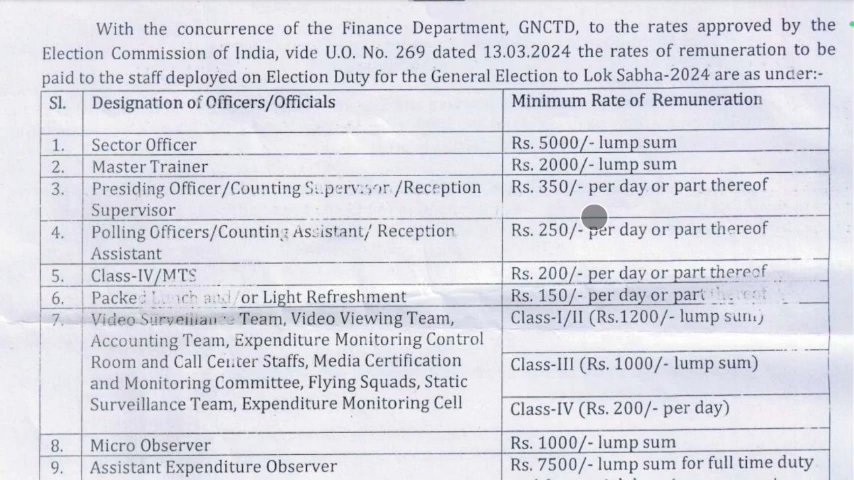 With the concurrence of the Finance Department, GNCTD, to the rates approved by the
Election Commission of India, vide U.O. No. 269 dated 13.03.2024 the rates of remuneration to be
paid to the staff deployed on Election Duty for the General Election to Lok Sabha-2024 are as under:-
Sl. Designation of Officers/Officials Minimum Rate of Remuneration
1. Sector Officer Rs. 5000/- lump sum
2. Master Trainer Rs. 2000/- lump sum
3. Presiding Officer/Counting Supervisor /Reception Rs. 350/- per day or part thereof
Supervisor
4. Polling Officers/Counting Assistant/ Reception Rs. 250/- per day or part thereof
Assistant
5. Class-IV/MTS Rs. 200/- per day or part thereof
6. Packed Lunch and/or Light Refreshment Rs. 150/- per day or part thereof
7. Video Surveillance Team, Video Viewing Team, Class-I/II (Rs.1200/- lump sum)
Accounting Team, Expenditure Monitoring Control
Room and Call Center Staffs, Media Certification Class-III (Rs. 1000/- lump sum)
and Monitoring Committee, Flying Squads, Static
Surveillance Team, Expenditure Monitoring Cell Class-IV (Rs. 200/- per day)
8. Micro Observer Rs. 1000/- lump sum
9. Assistant Expenditure Observer Rs. 7500/- lump sum for full time duty